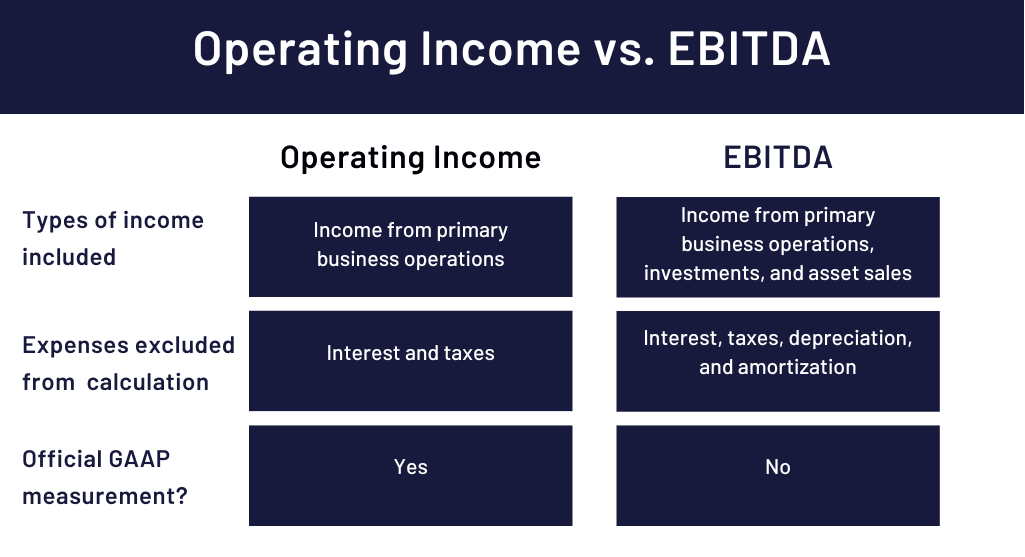 Operating Income vs. EBITDA
Operating Income
EBITDA
Types of income
included
Income from primary
business operations
Income from primary
business operations,
investments, and asset sales
Expenses excluded
from calculation
Interest and taxes
Interest, taxes, depreciation,
and amortization
Official GAAP
measurement?
Yes
No